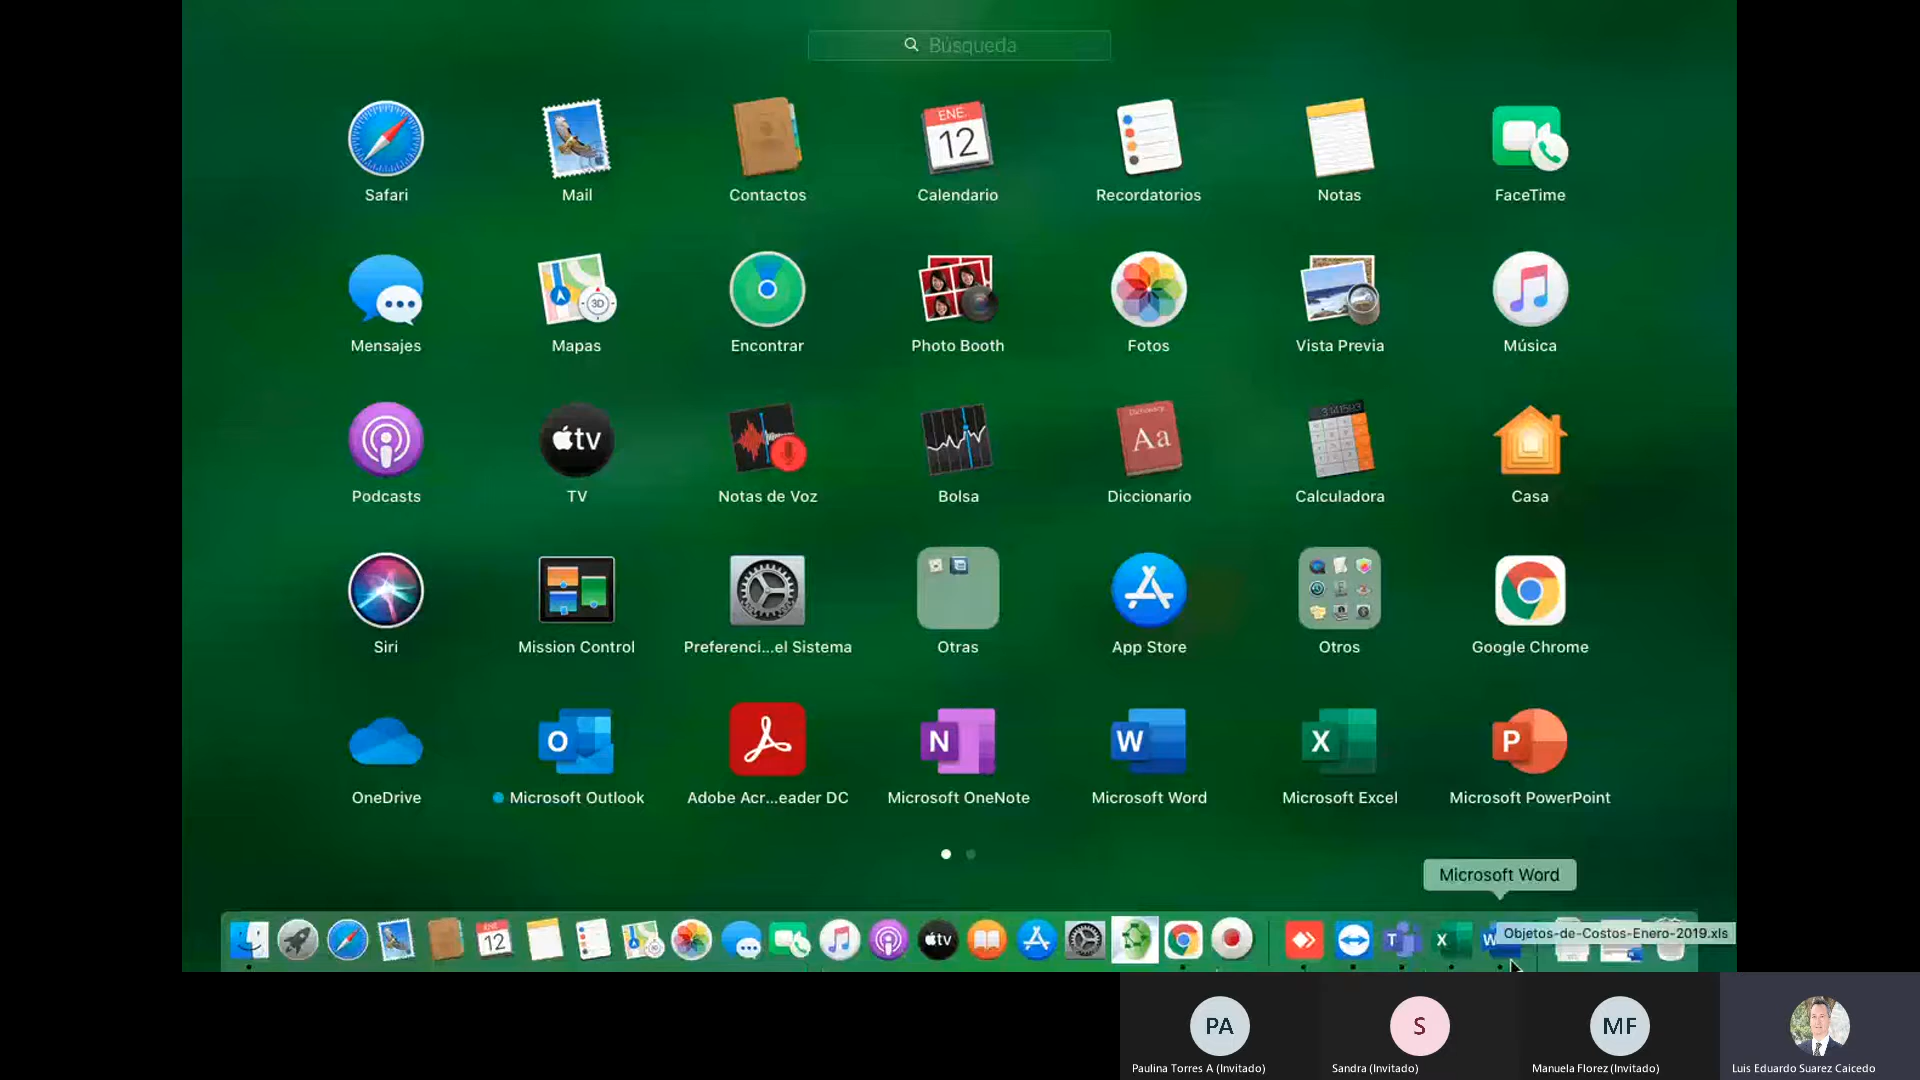 Búsqueda
ENE.
12
Safari
Mail
Contactos
Calendario
Recordatorios
Notas
FaceTime
3D
Mensajes
Mapas
Encontrar
Photo Booth
Fotos
Vista Previa
Música
tv
Dictionary
Aa
Podcasts
TV
Notas de Voz
Bolsa
Diccionario
Calculadora
Casa
Siri
Mission Control
Preferenci...el Sistema
Otras
App Store
Otros
Google Chrome
O
N
W
X
P
OneDrive
Microsoft Outlook
Adobe Acr...eader DC
Microsoft OneNote
Microsoft Word
Microsoft Excel
Microsoft PowerPoint
Microsoft Word
12
tv
T
X
W
Objetos-de-Costos-Enero-2019.xls
PA
S
MF
Paulina Torres A (Invitado)
Sandra (Invitado)
Manuela Florez (Invitado)
Luis Eduardo Suarez Caicedo